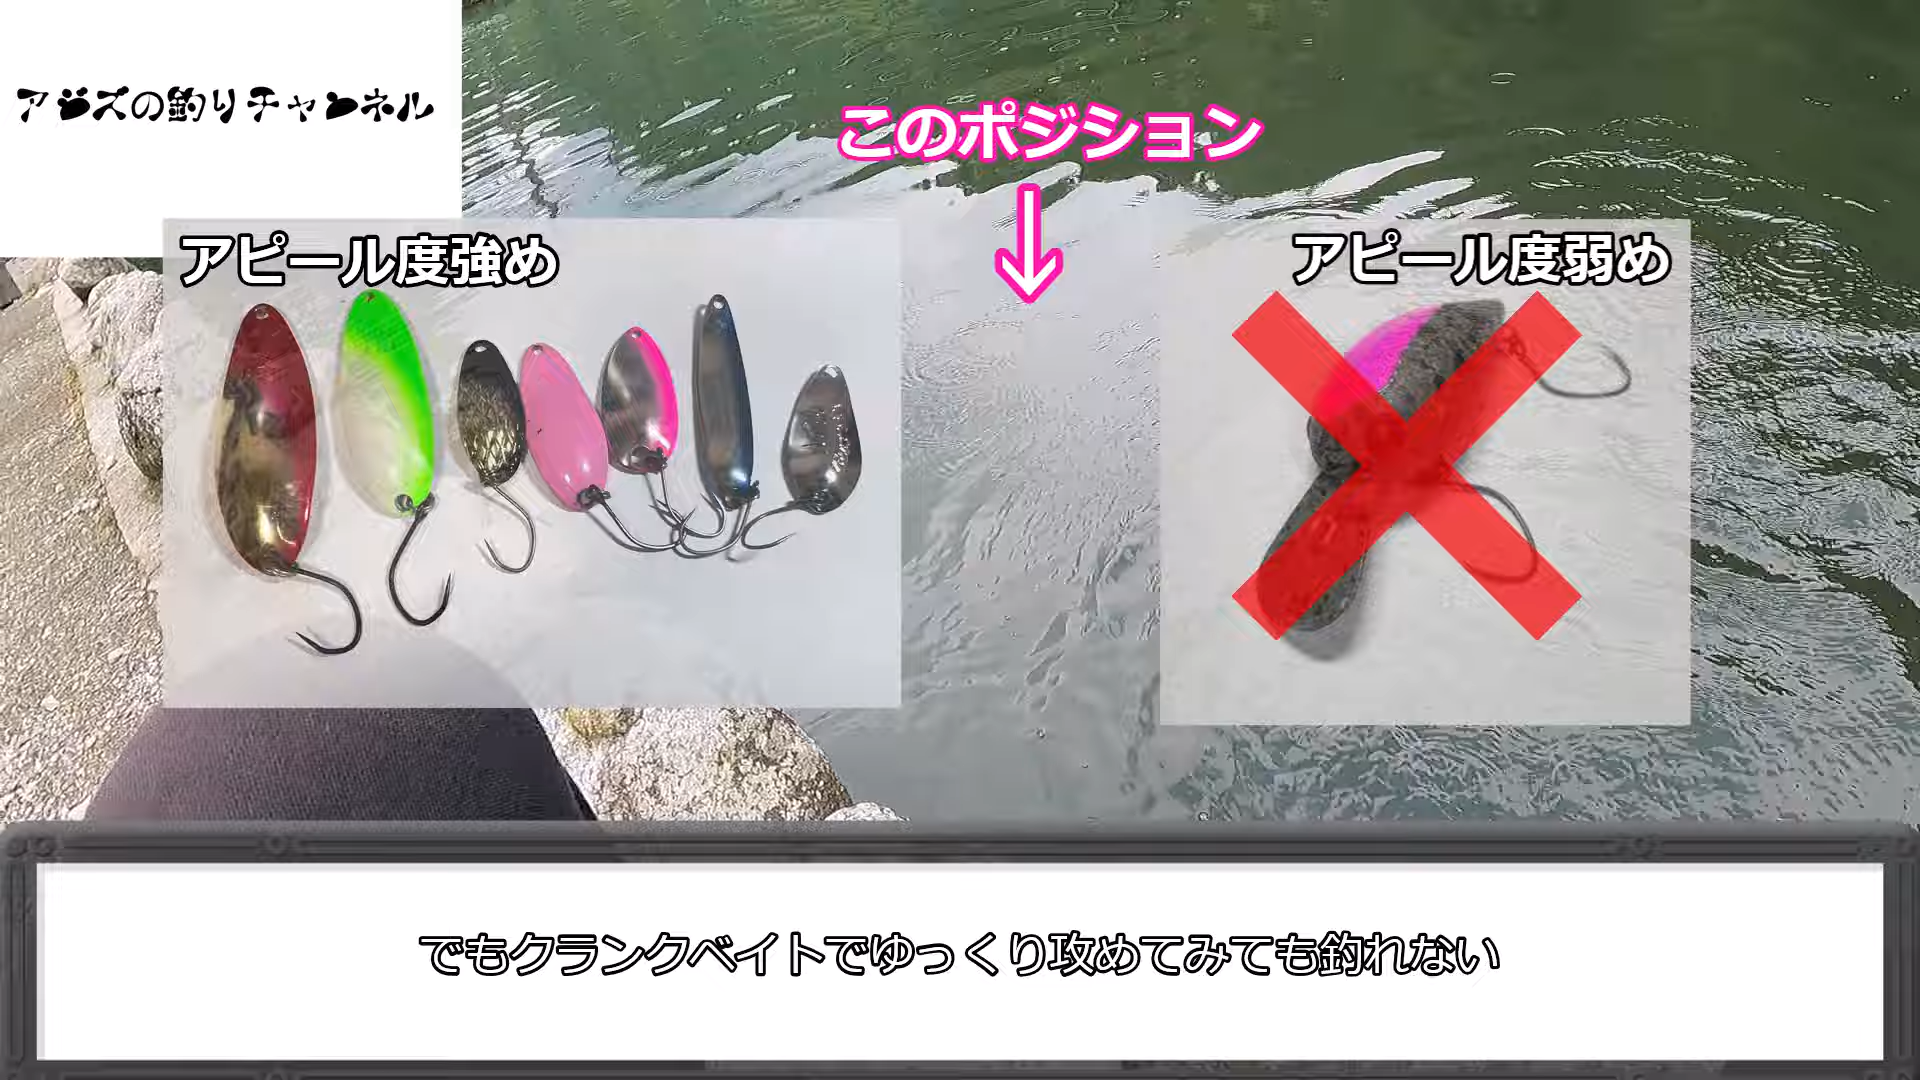 アジズの釣りチャンネル
このポジション
アピール度強め
アピール度弱め
でもクランクベイトでゆっくり攻めてみても釣れない